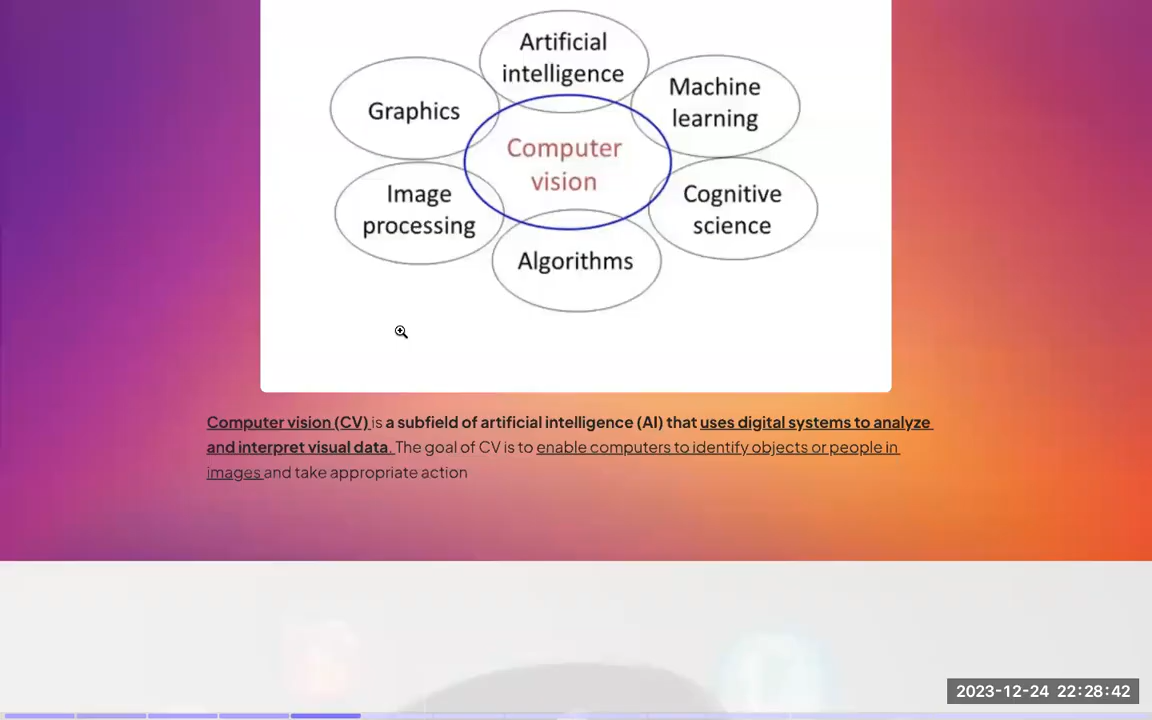 Artificial
intelligence
Graphics
Machine
learning
Computer
vision
Image
processing
Cognitive
science
Algorithms
Computer vision (CV) is a subfield of artificial intelligence (AI) that uses digital systems to analyze
and interpret visual data. The goal of CV is to enable computers to identify objects or people in
images and take appropriate action
2023-12-24 22:28:42